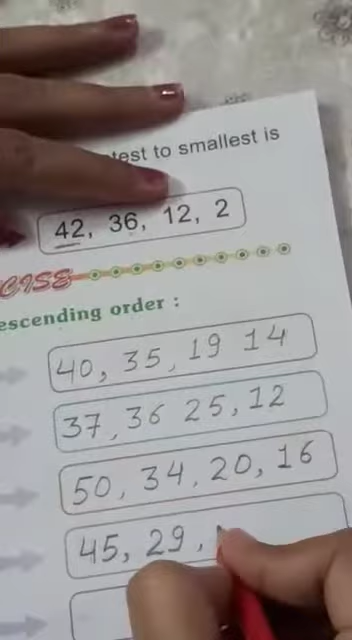 test to smallest is
42, 36, 12, 2
CISE
escending order :
40, 35, 19 14
37, 36 25, 12
50, 34, 20, 16
45, 29,